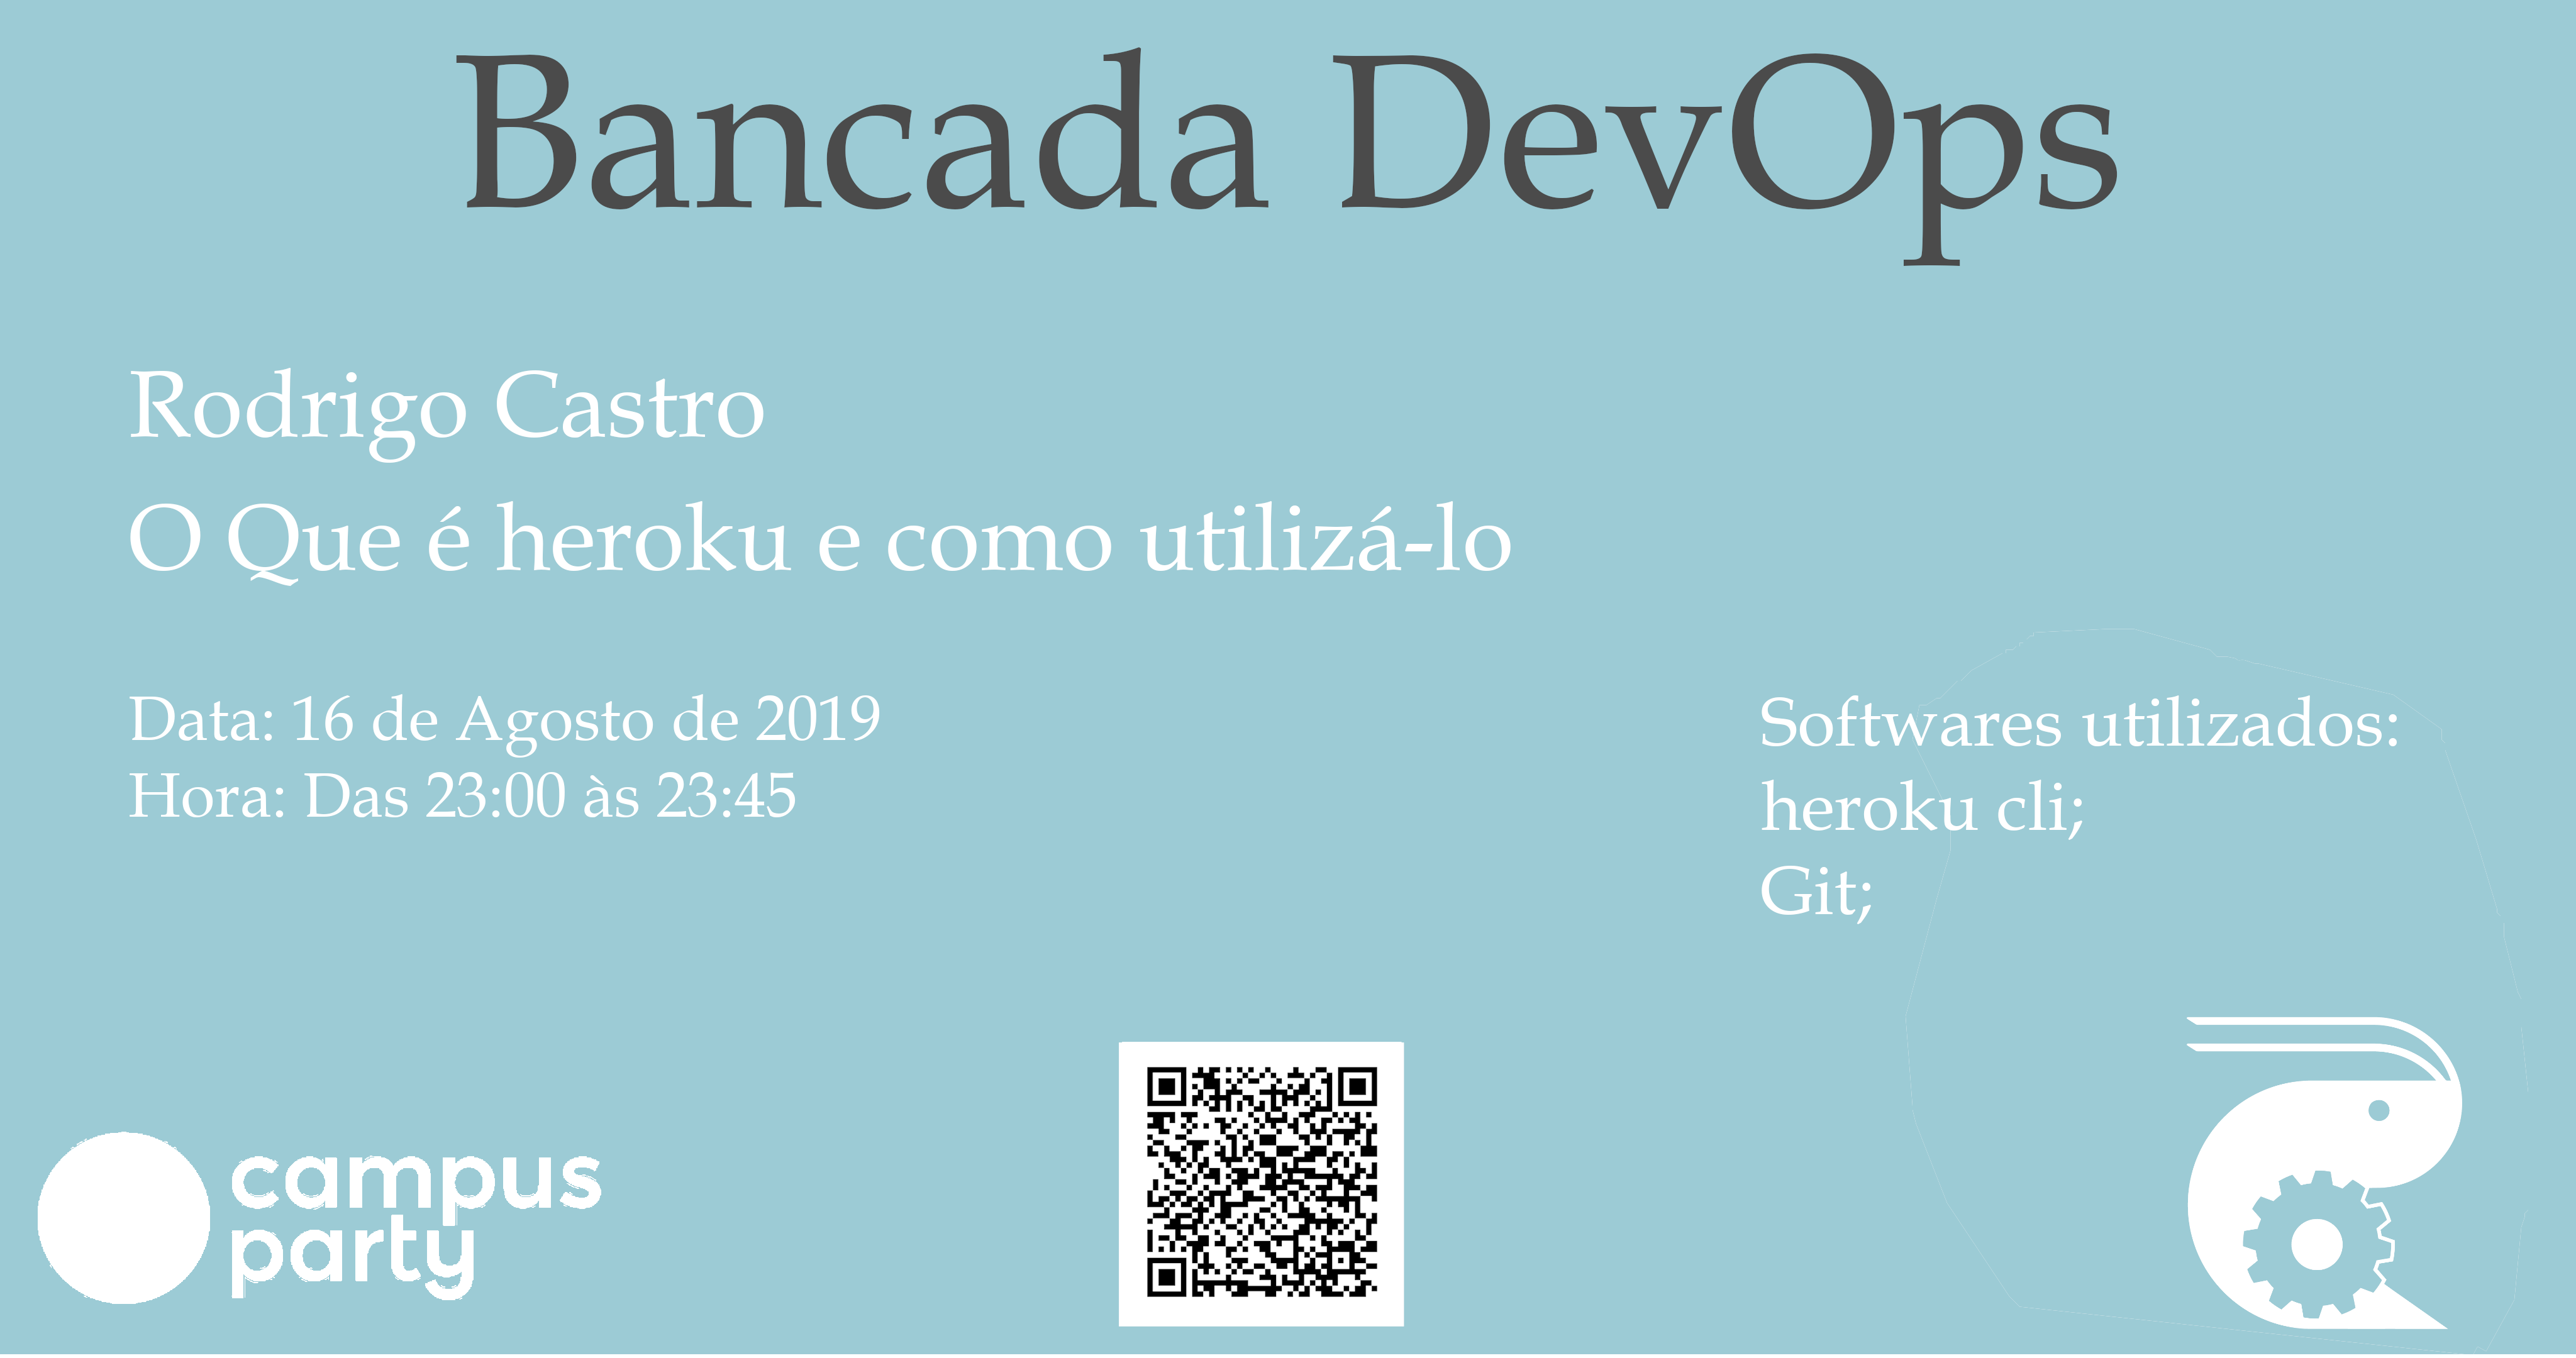 Bancada DevOps
Rodrigo Castro
O Que é heroku e como utilizá-lo
Data: 16 de Agosto de 2019
Hora: Das 23:00 às 23:45
Softwares utilizados:
heroku cli;
Git;
campus
party